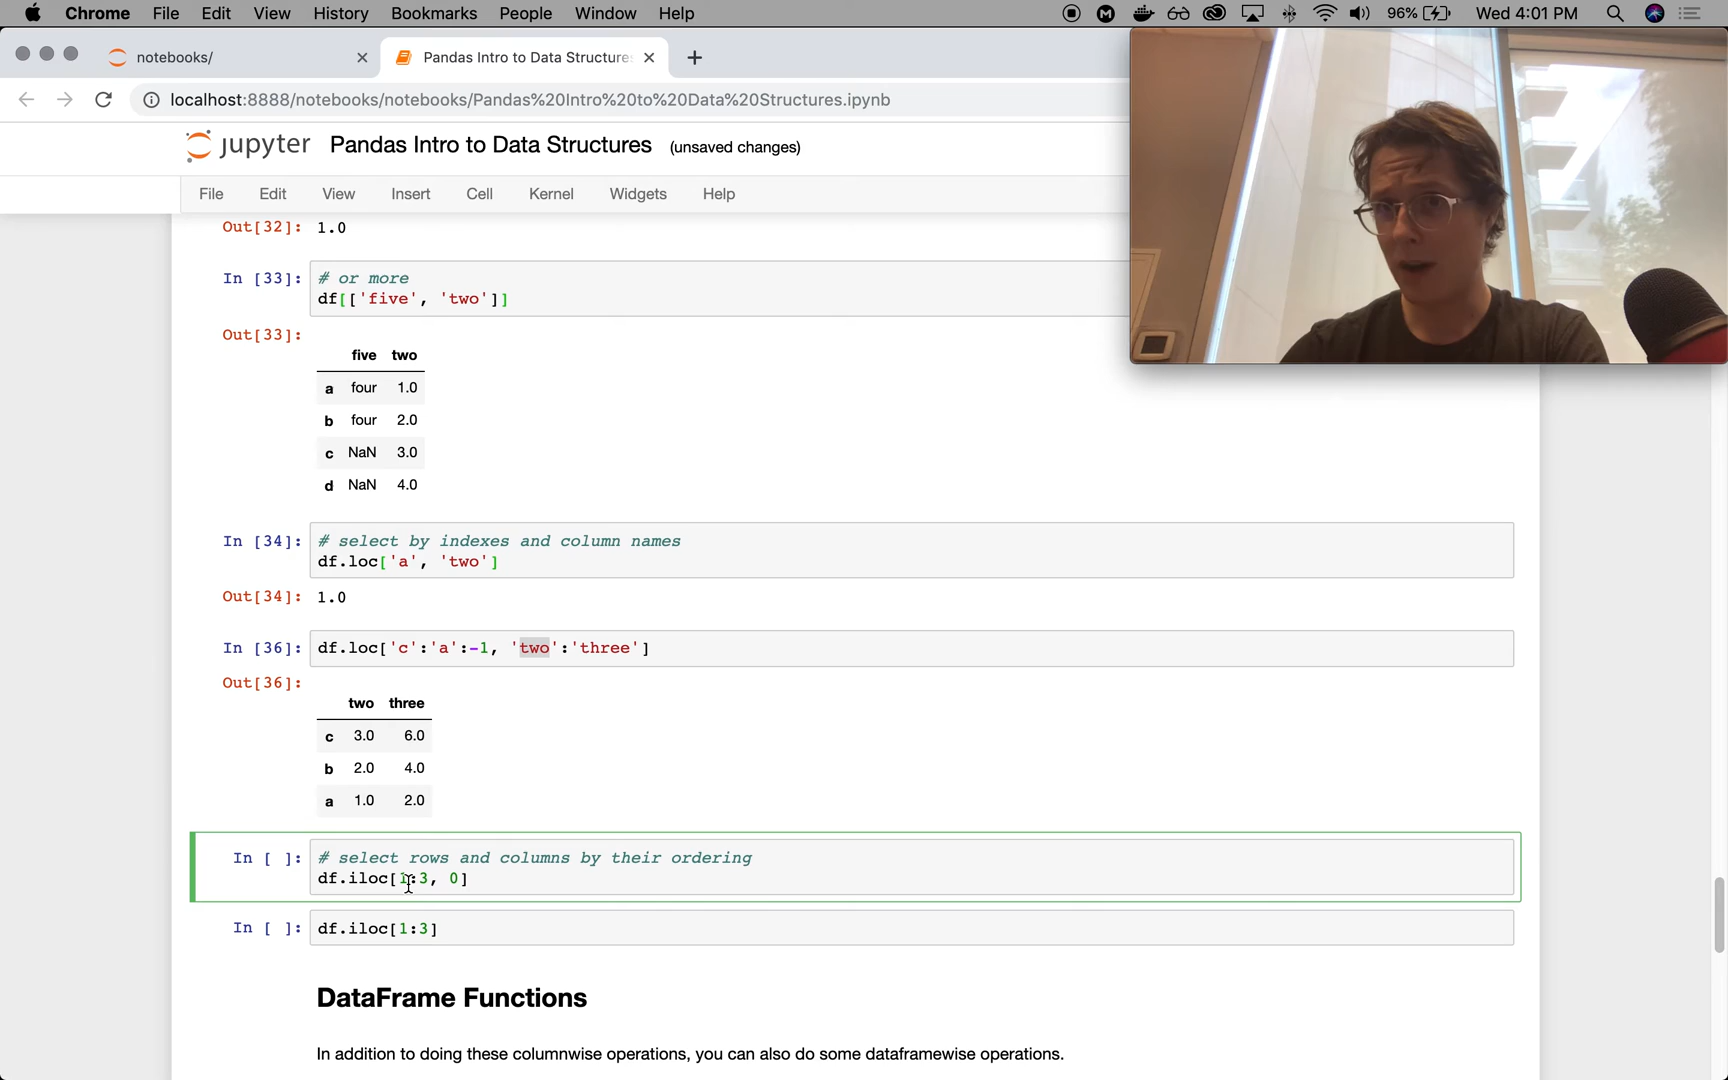 Chrome File Edit View History Bookmarks People Window Help 96% Wed 4:01 PM
notebooks/ Pandas Intro to Data Structures
localhost:8888/notebooks/notebooks/Pandas%20Intro%20to%20Data%20Structures.ipynb
jupyter Pandas Intro to Data Structures (unsaved changes)
File Edit View Insert Cell Kernel Widgets Help
Out[32]: 1.0
In [33]: # or more
df[['five', 'two']]
Out[33]:
five two
a four 1.0
b four 2.0
c NaN 3.0
d NaN 4.0
In [34]: # select by indexes and column names
df.loc['a', 'two']
Out[34]: 1.0
In [36]: df.loc['c':'a':-1, 'two':'three']
Out[36]:
two three
c 3.0 6.0
b 2.0 4.0
a 1.0 2.0
In [ ]: # select rows and columns by their ordering
df.iloc[1:3, 0]
In [ ]: df.iloc[1:3]
DataFrame Functions
In addition to doing these columnwise operations, you can also do some dataframewise operations.